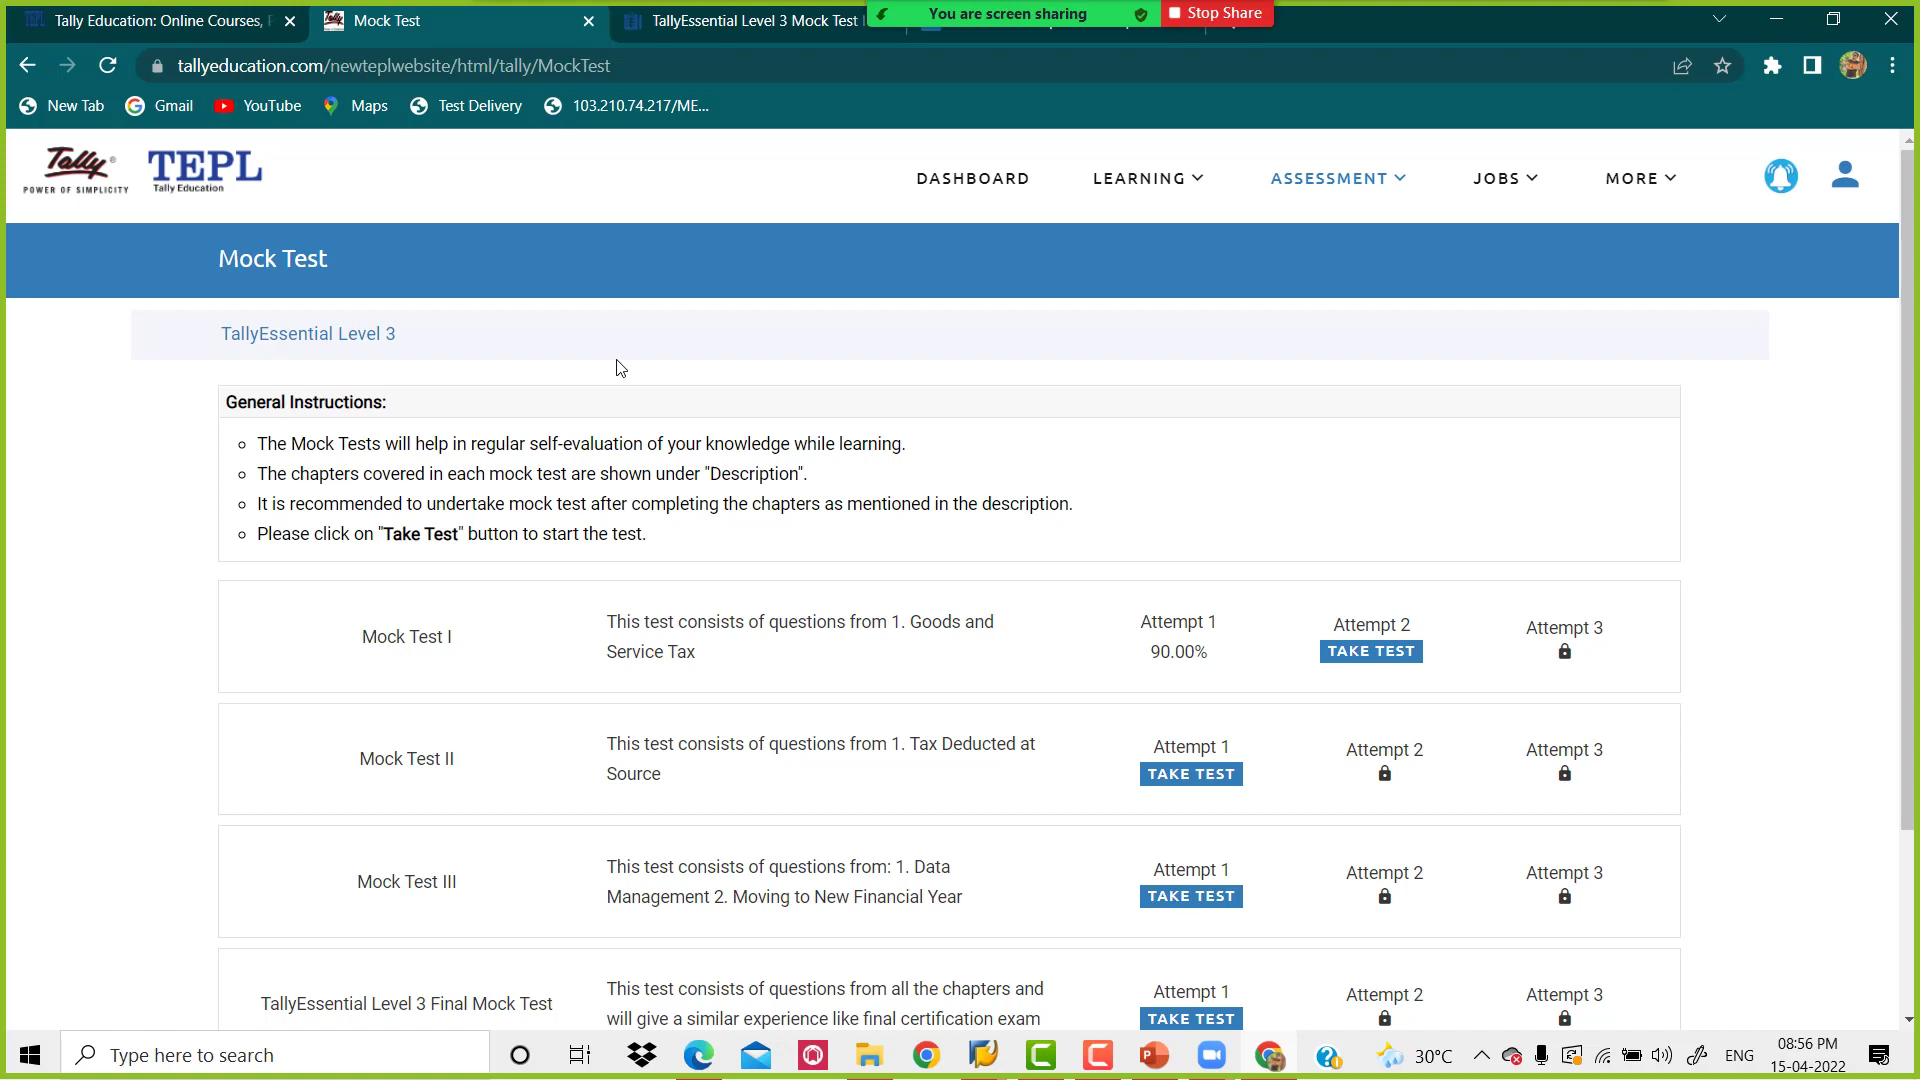 Tally Education: Online Courses,
Mock Test
TallyEssential Level 3 Mock Test
You are screen sharing
Stop Share
tallyeducation.com/newteplwebsite/html/tally/MockTest
New Tab
Gmail
YouTube
Maps
Test Delivery
103.210.74.217/ME...
Tally
POWER OF SIMPLICITY
TEPL
Tally Education
DASHBOARD
LEARNING
ASSESSMENT
JOBS
MORE
Mock Test
TallyEssential Level 3
General Instructions:
The Mock Tests will help in regular self-evaluation of your knowledge while learning.
The chapters covered in each mock test are shown under "Description".
It is recommended to undertake mock test after completing the chapters as mentioned in the description.
Please click on "Take Test" button to start the test.
Mock Test I
This test consists of questions from 1. Goods and
Service Tax
Attempt 1
90.00%
Attempt 2
TAKE TEST
Attempt 3
Mock Test II
This test consists of questions from 1. Tax Deducted at
Source
Attempt 1
TAKE TEST
Attempt 2
Attempt 3
Mock Test III
This test consists of questions from: 1. Data
Management 2. Moving to New Financial Year
Attempt 1
TAKE TEST
Attempt 2
Attempt 3
TallyEssential Level 3 Final Mock Test
This test consists of questions from all the chapters and
will give a similar experience like final certification exam
Attempt 1
TAKE TEST
Attempt 2
Attempt 3
Type here to search
30°C
ENG
08:56 PM
15-04-2022